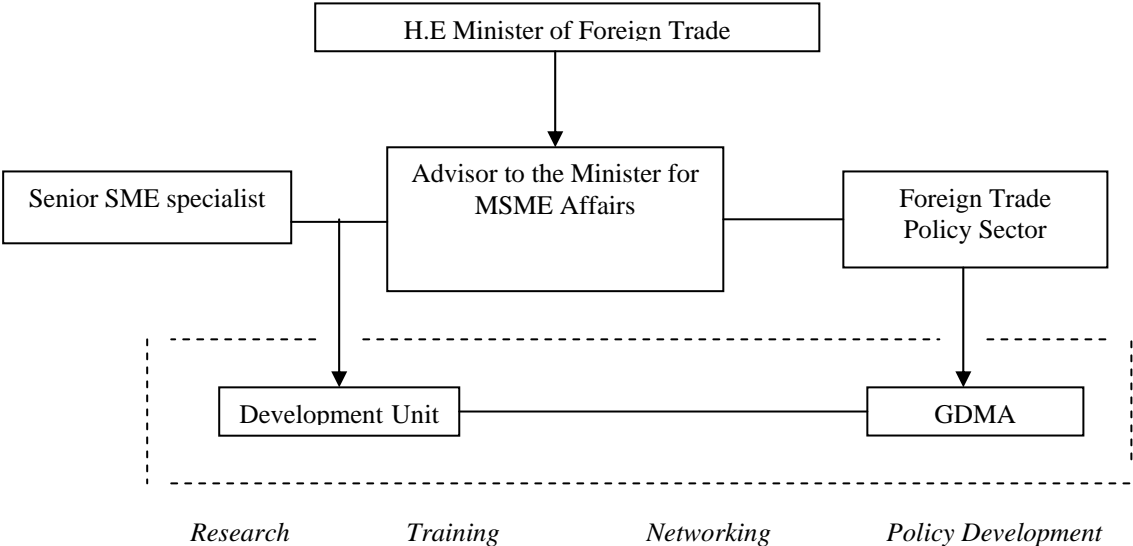 H.E Minister of Foreign Trade
Senior SME specialist
Advisor to the Minister for
MSME Affairs
Foreign Trade
Policy Sector
Development Unit
GDMA
Research Training Networking Policy Development